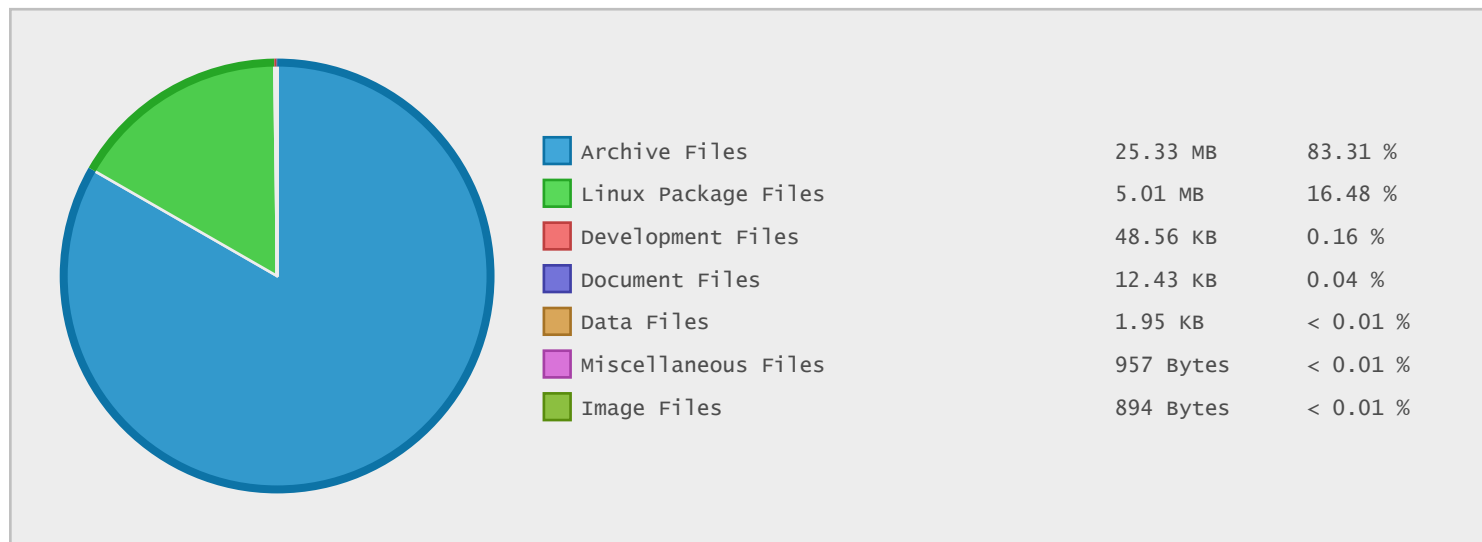 Archive Files 25.33 MB 83.31 %
Linux Package Files 5.01 MB 16.48 %
Development Files 48.56 KB 0.16 %
Document Files 12.43 KB 0.04 %
Data Files 1.95 KB < 0.01 %
Miscellaneous Files 957 Bytes < 0.01 %
Image Files 894 Bytes < 0.01 %